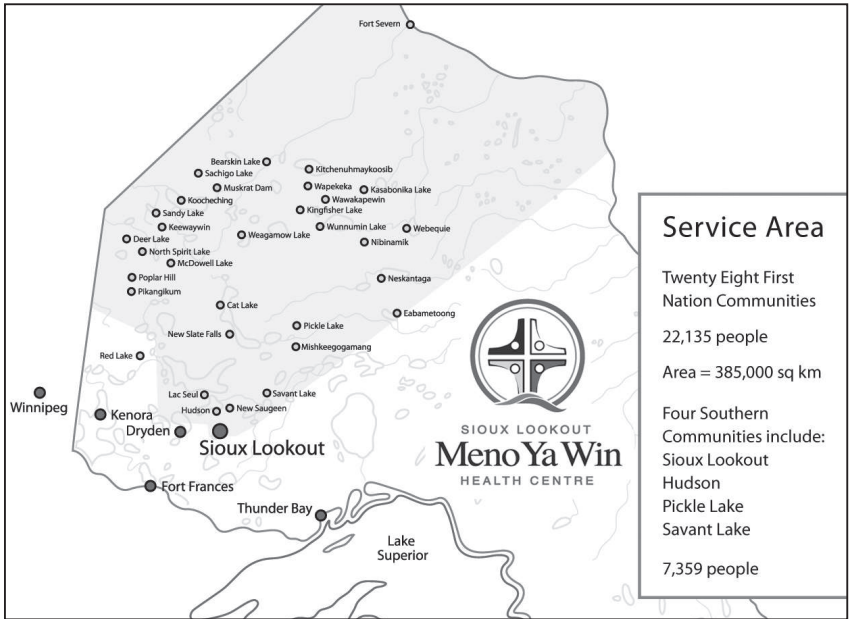 Fort Severn
Bearskin Lake
Sachigo Lake
Kitchenuhmaykoosib
Muskrat Dam
Wapekeka
Kasabonika Lake
Koocheching
Wawakapewin
Sandy Lake
Kingfisher Lake
Keewaywin
Wunnumin Lake
Webequie
Deer Lake
Weagamow Lake
Nibinamik
North Spirit Lake
McDowell Lake
Poplar Hill
Neskantaga
Pikangikum
Cat Lake
Eabametoong
Pickle Lake
New Slate Falls
Mishkeegogamang
Red Lake
Winnipeg
Lac Seul
Savant Lake
Hudson
New Saugeen
Kenora
Dryden
Sioux Lookout
Fort Frances
Thunder Bay
Lake
Superior
SIOUX LOOKOUT
Meno Ya Win
HEALTH CENTRE
Service Area
Twenty Eight First
Nation Communities
22,135 people
Area = 385,000 sq km
Four Southern
Communities include:
Sioux Lookout
Hudson
Pickle Lake
Savant Lake
7,359 people